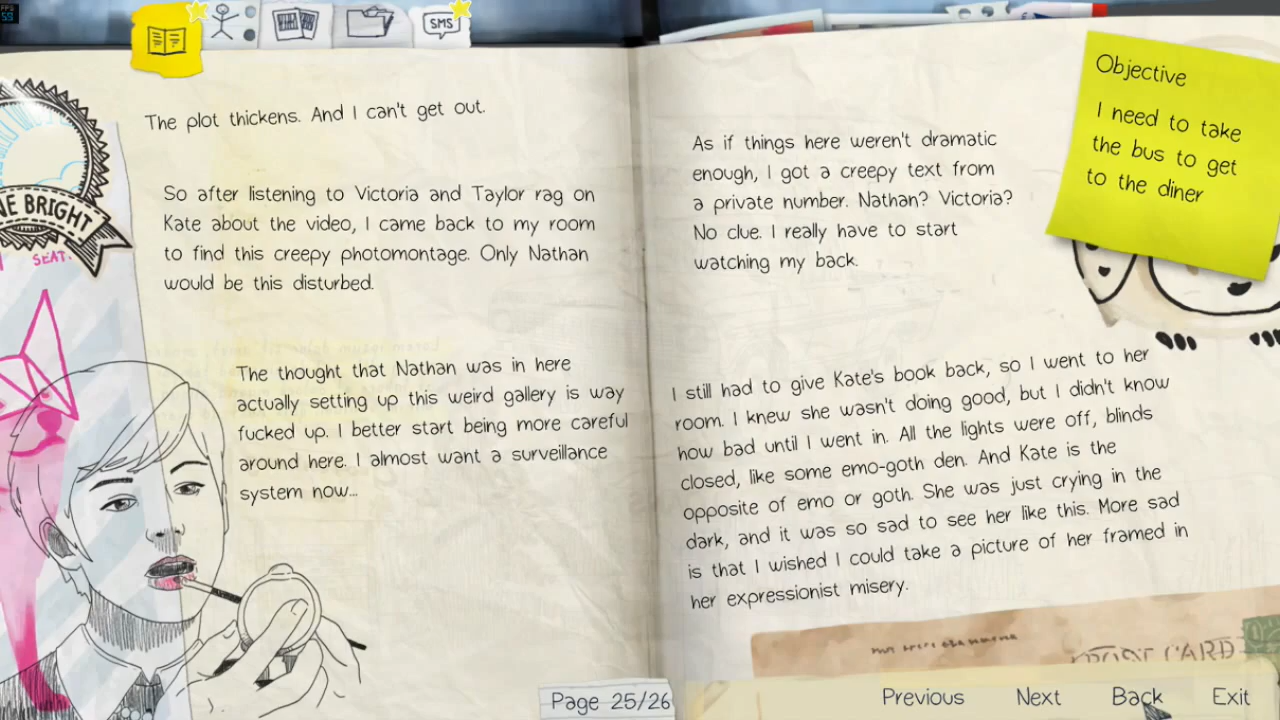 FPS
59
SMS
NE BRIGHT
SEAT.
The plot thickens. And I can't get out.
So after listening to Victoria and Taylor rag on
Kate about the video, I came back to my room
to find this creepy photomontage. Only Nathan
would be this disturbed.
The thought that Nathan was in here
actually setting up this weird gallery is way
fucked up. I better start being more careful
around here. I almost want a surveillance
system now...
As if things here weren't dramatic
enough, I got a creepy text from
a private number. Nathan? Victoria?
No clue. I really have to start
watching my back.
I still had to give Kate's book back, so I went to her
room. I knew she wasn't doing good, but I didn't know
how bad until I went in. All the lights were off, blinds
closed, like some emo-goth den. And Kate is the
opposite of emo or goth. She was just crying in the
dark, and it was so sad to see her like this. More sad
is that I wished I could take a picture of her framed in
her expressionist misery.
Objective
I need to take
the bus to get
to the diner
POST CARD
Page 25/26
Previous
Next
Back
Exit